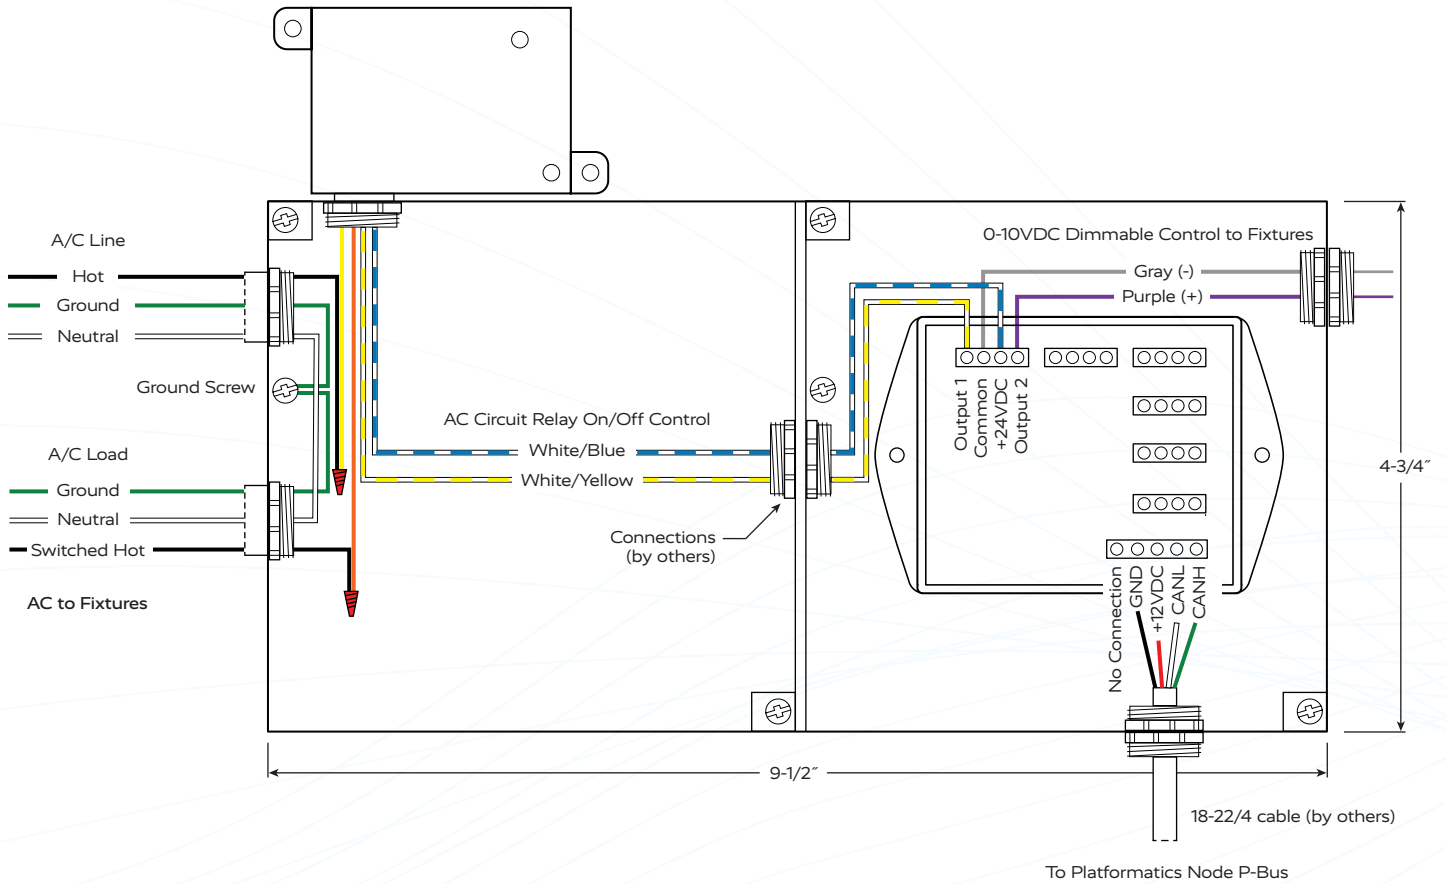 A/C Line
Hot
Ground
Neutral
Ground Screw
A/C Load
Ground
Neutral
Switched Hot
AC to Fixtures
AC Circuit Relay On/Off Control
White/Blue
White/Yellow
Connections
(by others)
0-10VDC Dimmable Control to Fixtures
Gray (-)
Purple (+)
Output 1
Common
+24VDC
Output 2
No Connection
GND
+12VDC
CANL
CANH
4-3/4″
9-1/2″
18-22/4 cable (by others)
To Platformatics Node P-Bus